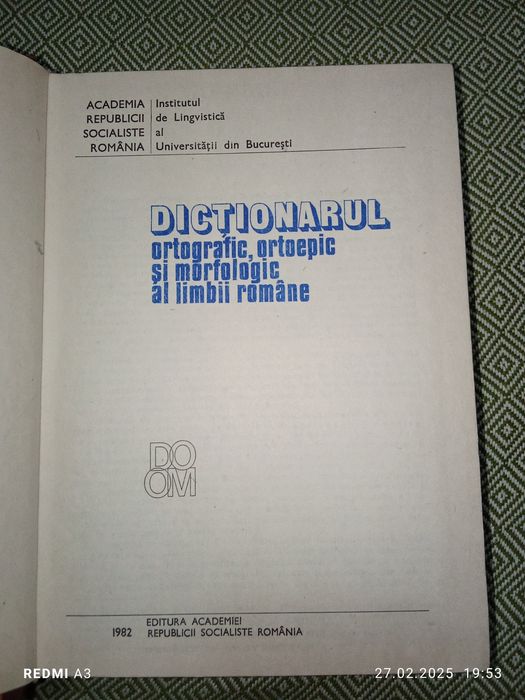 ACADEMIA
REPUBLICII
SOCIALISTE
ROMÂNIA
Institutul
de Lingvistică
al
Universității din București
DICȚIONARUL
ortografic, ortoepic
și morfologic
al limbii române
DO
OM
1982
EDITURA ACADEMIEI
REPUBLICII SOCIALISTE ROMÂNIA
REDMI A3
27.02.2025 19:53